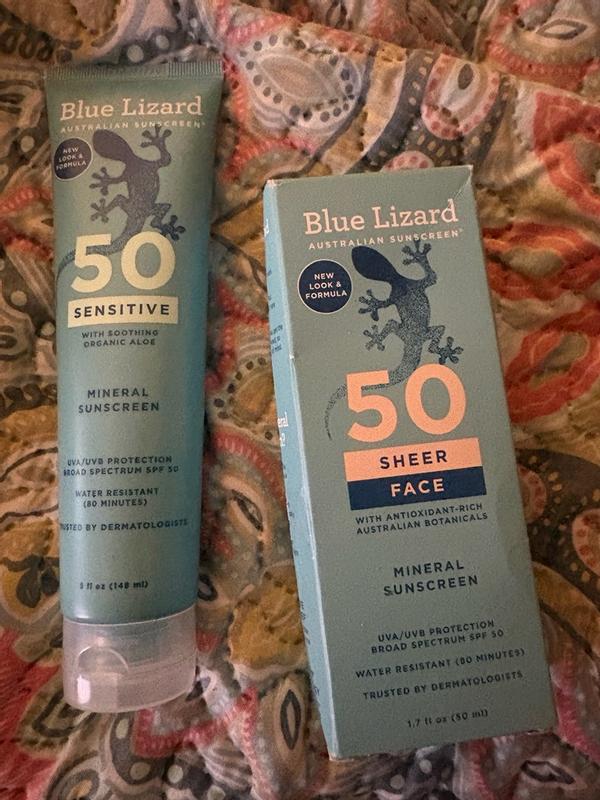 Blue Lizard
AUSTRALIAN SUNSCREEN®
NEW
LOOK &
FORMULA
50
SENSITIVE
WITH SOOTHING
ORGANIC ALOE
MINERAL
SUNSCREEN
UVA/UVB PROTECTION
BROAD SPECTRUM SPF 50
WATER RESISTANT
(80 MINUTES)
TRUSTED BY DERMATOLOGISTS
5 fl oz (148 ml)
Blue Lizard
AUSTRALIAN SUNSCREEN®
NEW
LOOK &
FORMULA
50
SHEER
FACE
WITH ANTIOXIDANT-RICH
AUSTRALIAN BOTANICALS
MINERAL
SUNSCREEN
UVA/UVB PROTECTION
BROAD SPECTRUM SPF 50
WATER RESISTANT (80 MINUTES)
TRUSTED BY DERMATOLOGISTS
1.7 fl oz (50 ml)